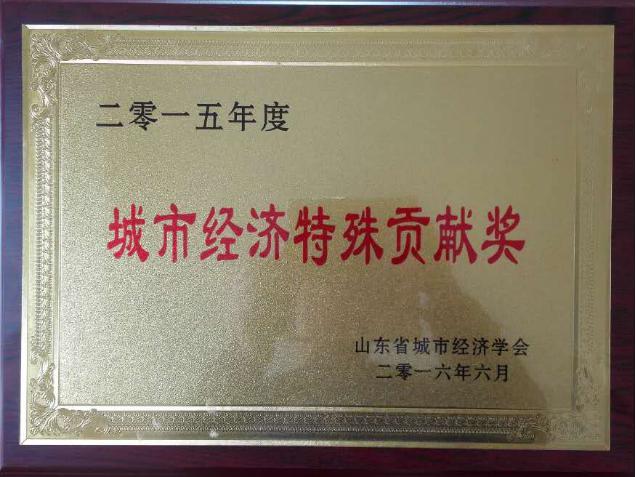 二零一五年度
城市经济特殊贡献奖
山东省城市经济学会
二零一六年六月